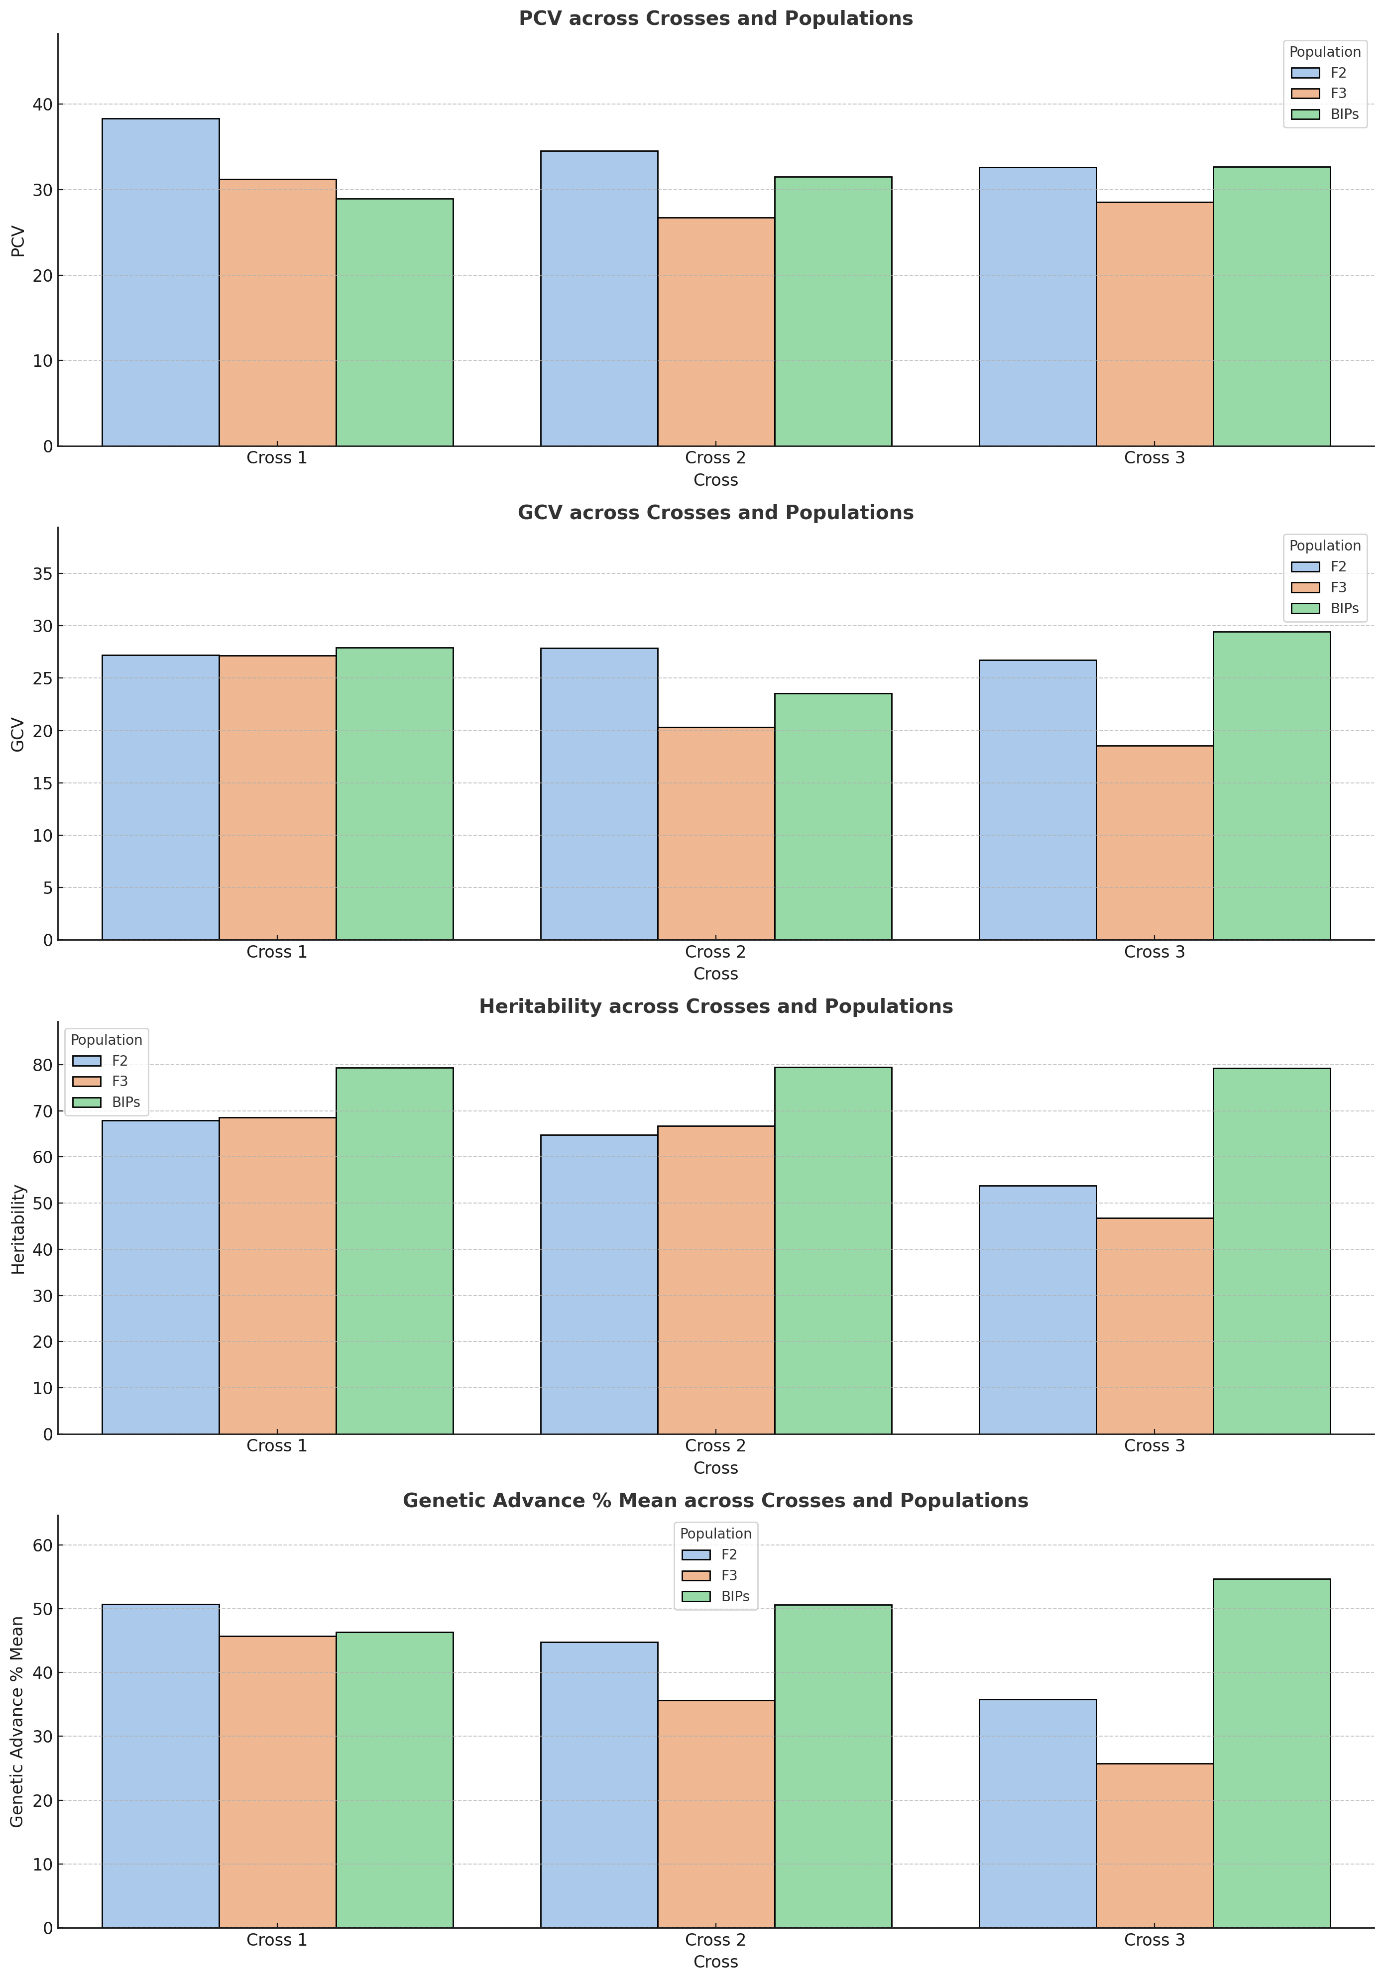 PCV across Crosses and Populations
Population
F2
F3
BIPs
40
30
20
10
0
PCV
Cross 1 Cross 2 Cross 3
Cross
GCV across Crosses and Populations
Population
F2
F3
BIPs
35
30
25
20
15
10
5
0
GCV
Cross 1 Cross 2 Cross 3
Cross
Heritability across Crosses and Populations
Population
F2
F3
BIPs
80
70
60
50
40
30
20
10
0
Heritability
Cross 1 Cross 2 Cross 3
Cross
Genetic Advance % Mean across Crosses and Populations
Population
F2
F3
BIPs
60
50
40
30
20
10
0
Genetic Advance % Mean
Cross 1 Cross 2 Cross 3
Cross